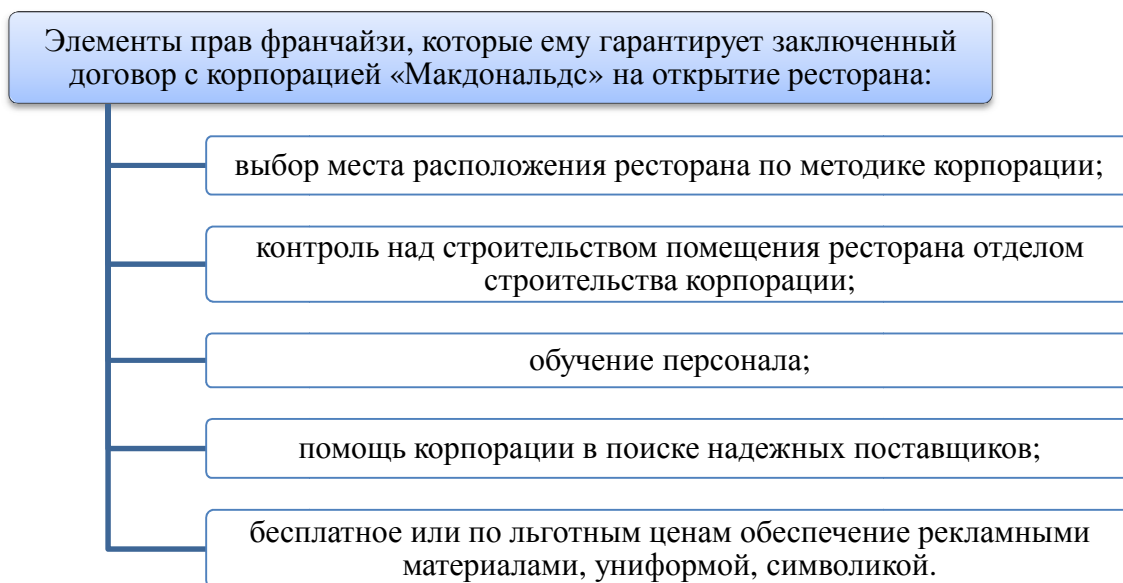 Элементы прав франчайзи, которые ему гарантирует заключенный
договор с корпорацией «Макдональдс» на открытие ресторана:
выбор места расположения ресторана по методике корпорации;
контроль над строительством помещения ресторана отделом
строительства корпорации;
обучение персонала;
помощь корпорации в поиске надежных поставщиков;
бесплатное или по льготным ценам обеспечение рекламными
материалами, униформой, символикой.